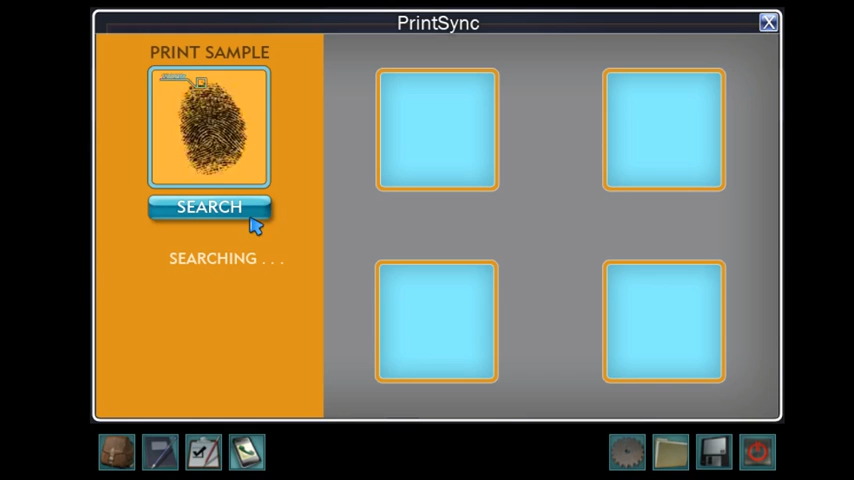 PrintSync
X
PRINT SAMPLE
SEARCH
SEARCHING . . .